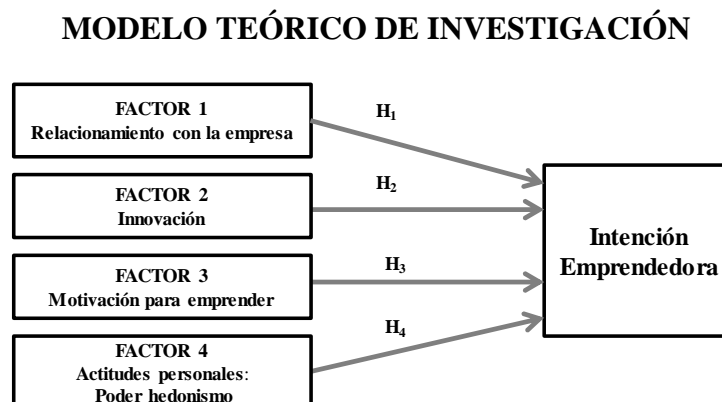 MODELO TEÓRICO DE INVESTIGACIÓN
FACTOR 1
Relacionamiento con la empresa
H1
FACTOR 2
Innovación
H2
FACTOR 3
Motivación para emprender
H3
FACTOR 4
Actitudes personales:
Poder hedonismo
H4
Intención
Emprendedora